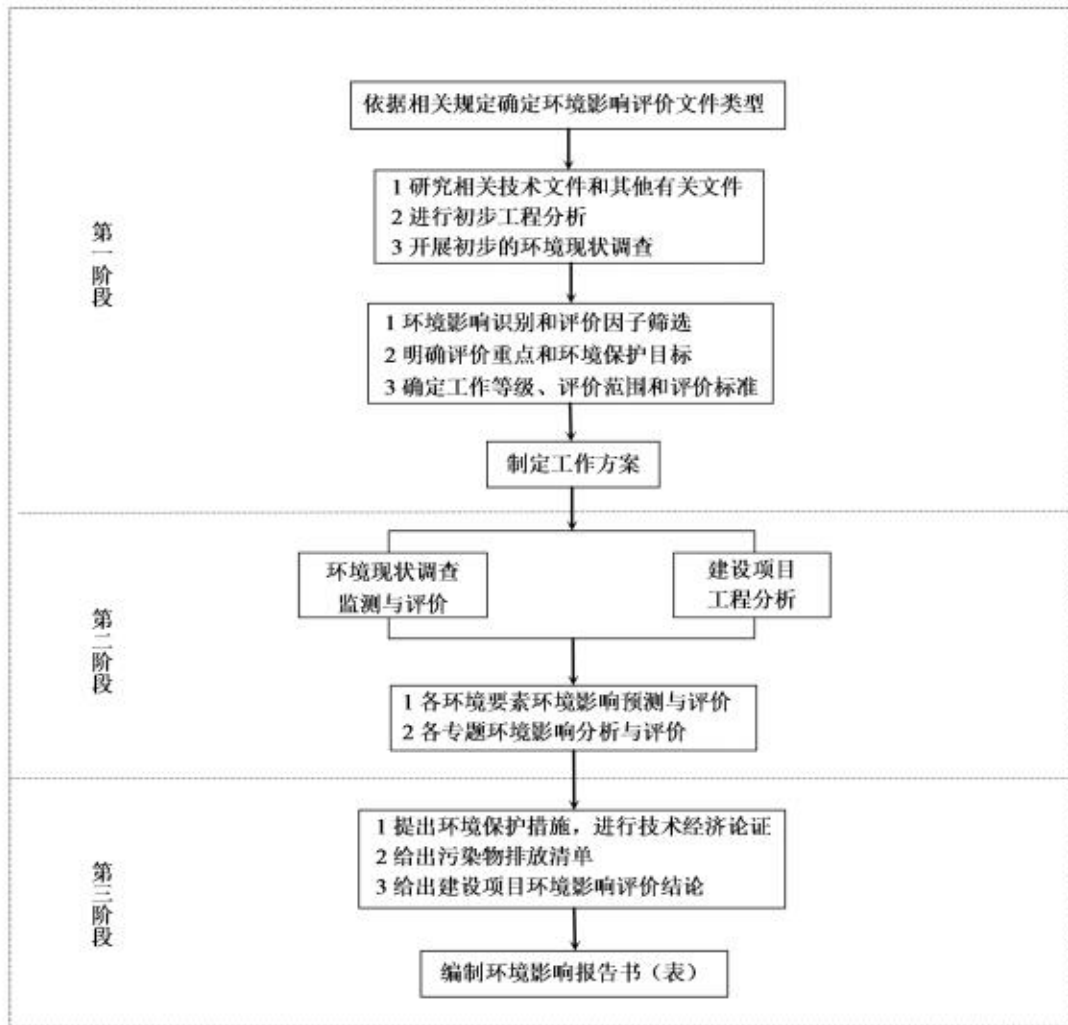 第一阶段
依据相关规定确定环境影响评价文件类型
1 研究相关技术文件和其他有关文件
2 进行初步工程分析
3 开展初步的环境现状调查
1 环境影响识别和评价因子筛选
2 明确评价重点和环境保护目标
3 确定工作等级、评价范围和评价标准
制定工作方案
第二阶段
环境现状调查
监测与评价
建设项目
工程分析
1 各环境要素环境影响预测与评价
2 各专题环境影响分析与评价
第三阶段
1 提出环境保护措施，进行技术经济论证
2 给出污染物排放清单
3 给出建设项目环境影响评价结论
编制环境影响报告书（表）